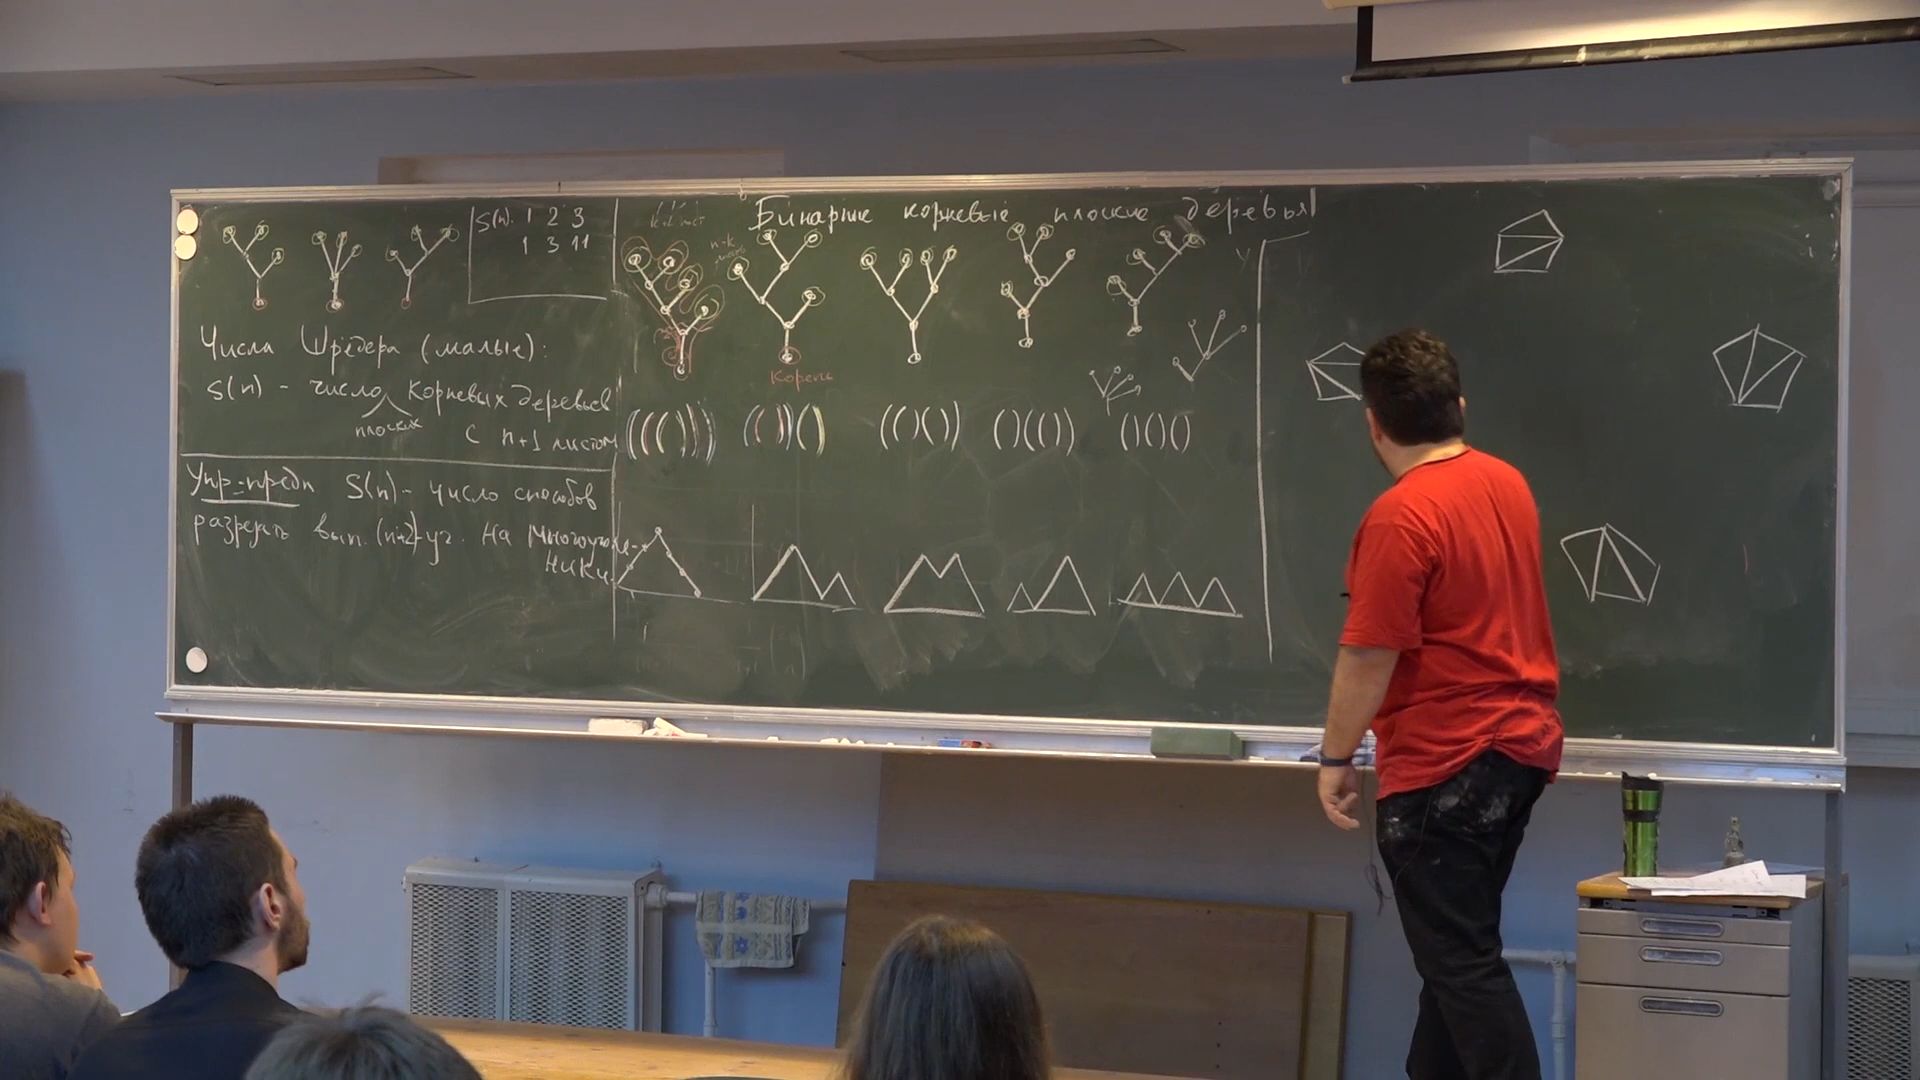 S(n): 1 2 3
1 3 11
Числа Шрёдера (малые):
S(n) - число корневых деревьев
плоских
с n+1 листом
Упр-предл S(n) - число способов
разрезать вып. (n+2)-уг. на многоуголь-
ники.
Бинарные корневые плоские деревья
n-k
Корень
(((()))) (())() (()()) ()(()) ()()()